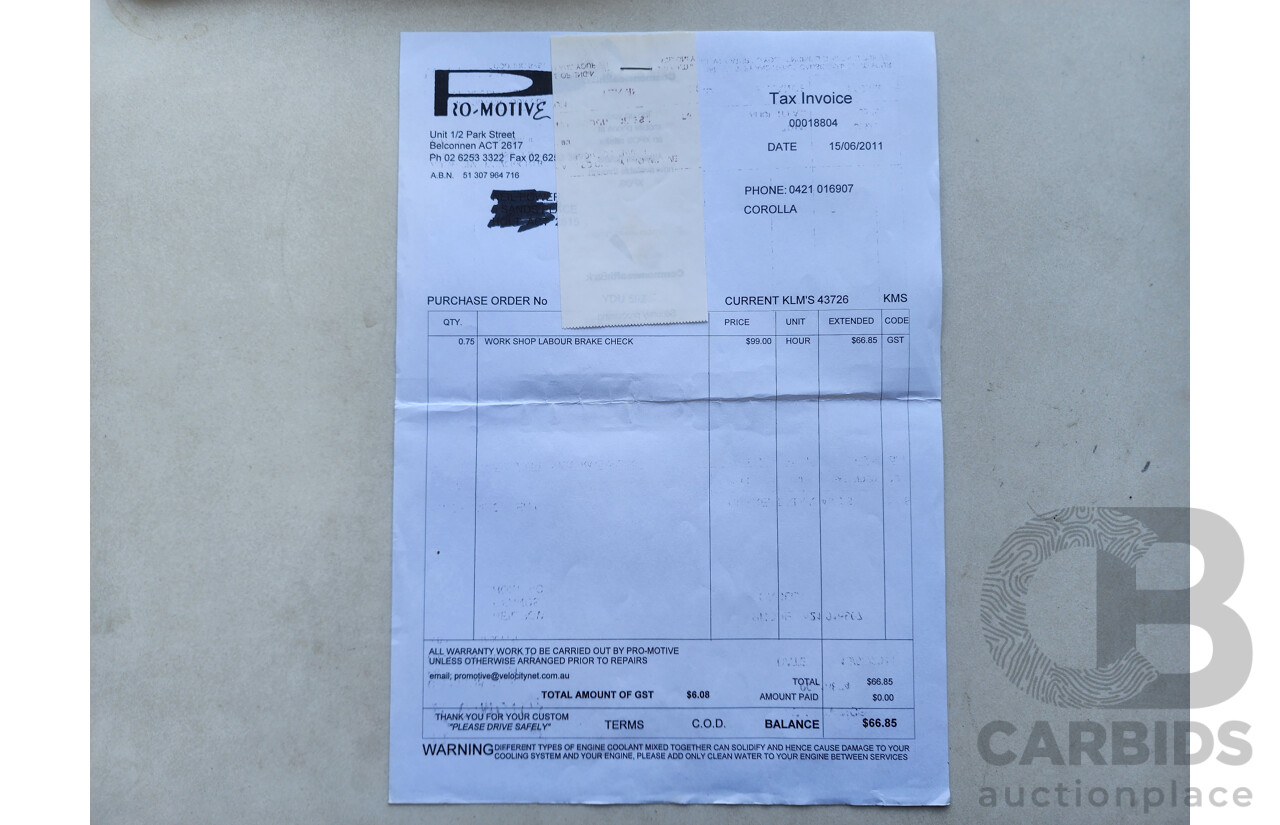 PRO-MOTIVE
Unit 1/2 Park Street
Belconnen ACT 2617
Ph 02 6253 3322 Fax 02 62
A.B.N. 51 307 964 716
Tax Invoice
00018804
DATE 15/06/2011
PHONE: 0421 016907
COROLLA
PURCHASE ORDER No CURRENT KLM'S 43726 KMS
QTY. PRICE UNIT EXTENDED CODE
0.75 WORK SHOP LABOUR BRAKE CHECK $99.00 HOUR $66.85 GST
ALL WARRANTY WORK TO BE CARRIED OUT BY PRO-MOTIVE
UNLESS OTHERWISE ARRANGED PRIOR TO REPAIRS
email; promotive@velocitynet.com.au
TOTAL $66.85
TOTAL AMOUNT OF GST $6.08 AMOUNT PAID $0.00
THANK YOU FOR YOUR CUSTOM
"PLEASE DRIVE SAFELY" TERMS C.O.D. BALANCE $66.85
WARNING DIFFERENT TYPES OF ENGINE COOLANT MIXED TOGETHER CAN SOLIDIFY AND HENCE CAUSE DAMAGE TO YOUR
COOLING SYSTEM AND YOUR ENGINE, PLEASE ADD ONLY CLEAN WATER TO YOUR ENGINE BETWEEN SERVICES
CB
CARBIDS
auctionplace